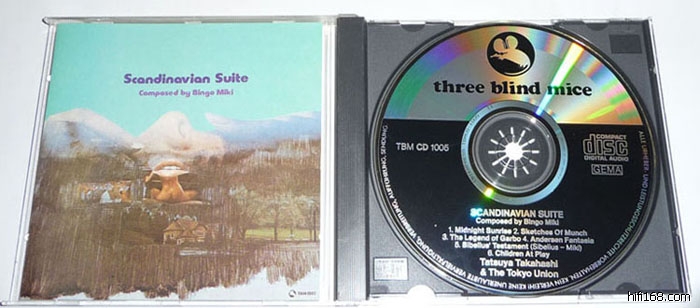 Scandinavian Suite
Composed by Bingo Miki
three blind mice
TBM CD 1005
COMPACT
disc
DIGITAL AUDIO
GEMA
SCANDINAVIAN SUITE
Composed by Bingo Miki
1. Midnight Sunrise 2. Sketches Of Munch
3. The Legend of Garbo 4. Andersen Fantasia
5. Sibelius' Testament (Sibelius – Miki)
6. Children At Play
Tatsuya Takahashi
& The Tokyo Union
hifi168.com